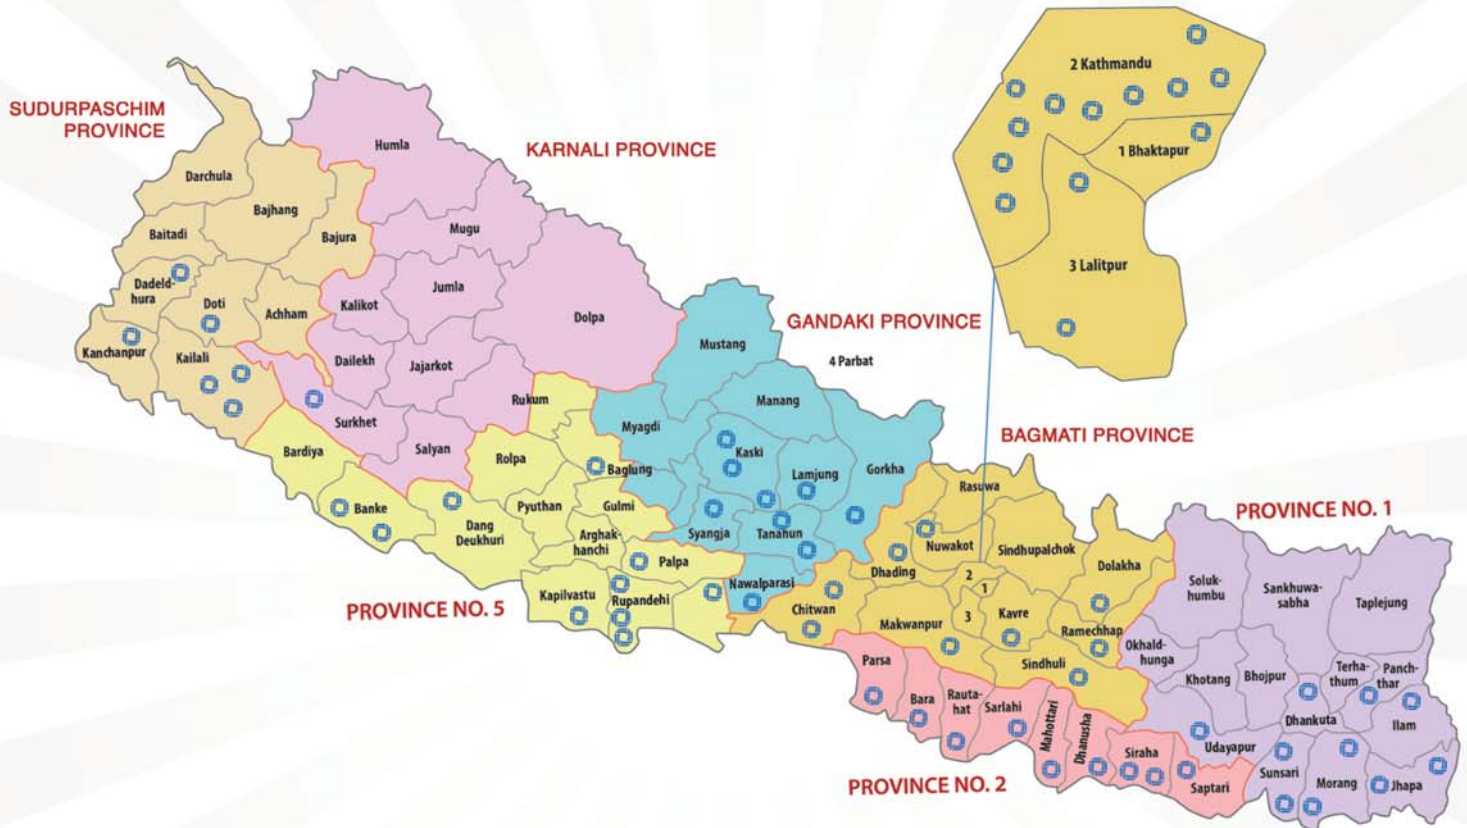 SUDURPASCHIM
PROVINCE
Darchula
Bajhang
Baitadi
Bajura
Dadeld-
hura
Doti
Achham
Kanchanpur
Kailali
KARNALI PROVINCE
Humla
Mugu
Jumla
Kalikot
Dolpa
Dailekh
Jajarkot
Rukum
Surkhet
Salyan
GANDAKI PROVINCE
4 Parbat
Mustang
Manang
Myagdi
Kaski
Lamjung
Gorkha
Baglung
Syangja
Tanahun
Nawalparasi
PROVINCE NO. 5
Bardiya
Banke
Rolpa
Dang
Deukhuri
Pyuthan
Gulmi
Arghak-
hanchi
Palpa
Kapilvastu
Rupandehi
2 Kathmandu
1 Bhaktapur
3 Lalitpur
BAGMATI PROVINCE
Rasuwa
Nuwakot
Sindhupalchok
Dhading
Dolakha
2
1
3
Kavre
Chitwan
Makwanpur
Ramechhap
Sindhuli
PROVINCE NO. 2
Parsa
Bara
Rauta-
hat
Sarlahi
Mahottari
Dhanusha
Siraha
Saptari
PROVINCE NO. 1
Soluk-
humbu
Sankhuwa-
sabha
Taplejung
Okhald-
hunga
Khotang
Bhojpur
Terha-
thum
Panch-
thar
Dhankuta
Ilam
Udayapur
Sunsari
Morang
Jhapa